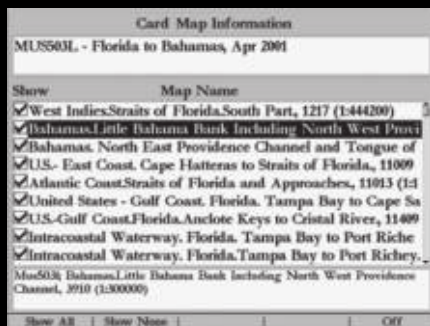 Card Map Information
MUS503L - Florida to Bahamas, Apr 2001
Show Map Name
West Indies.Straits of Florida.South Part, 1217 (1:444200)
Bahamas.Little Bahama Bank Including North West Provi
Bahamas. North East Providence Channel and Tongue of
U.S.- East Coast. Cape Hatteras to Straits of Florida., 11009
Atlantic Coast.Straits of Florida and Approaches., 11013 (1:1
United States - Gulf Coast. Florida. Tampa Bay to Cape Sa
U.S.-Gulf Coast.Florida.Anclote Keys to Cristal River, 11409
Intracoastal Waterway. Florida. Tampa Bay to Port Riche
Intracoastal Waterway. Florida.Tampa Bay to Port Richey.
Mus503l; Bahamas.Little Bahama Bank Including North West Providence
Channel, 3910 (1:300000)
Show All | Show None | | | Off